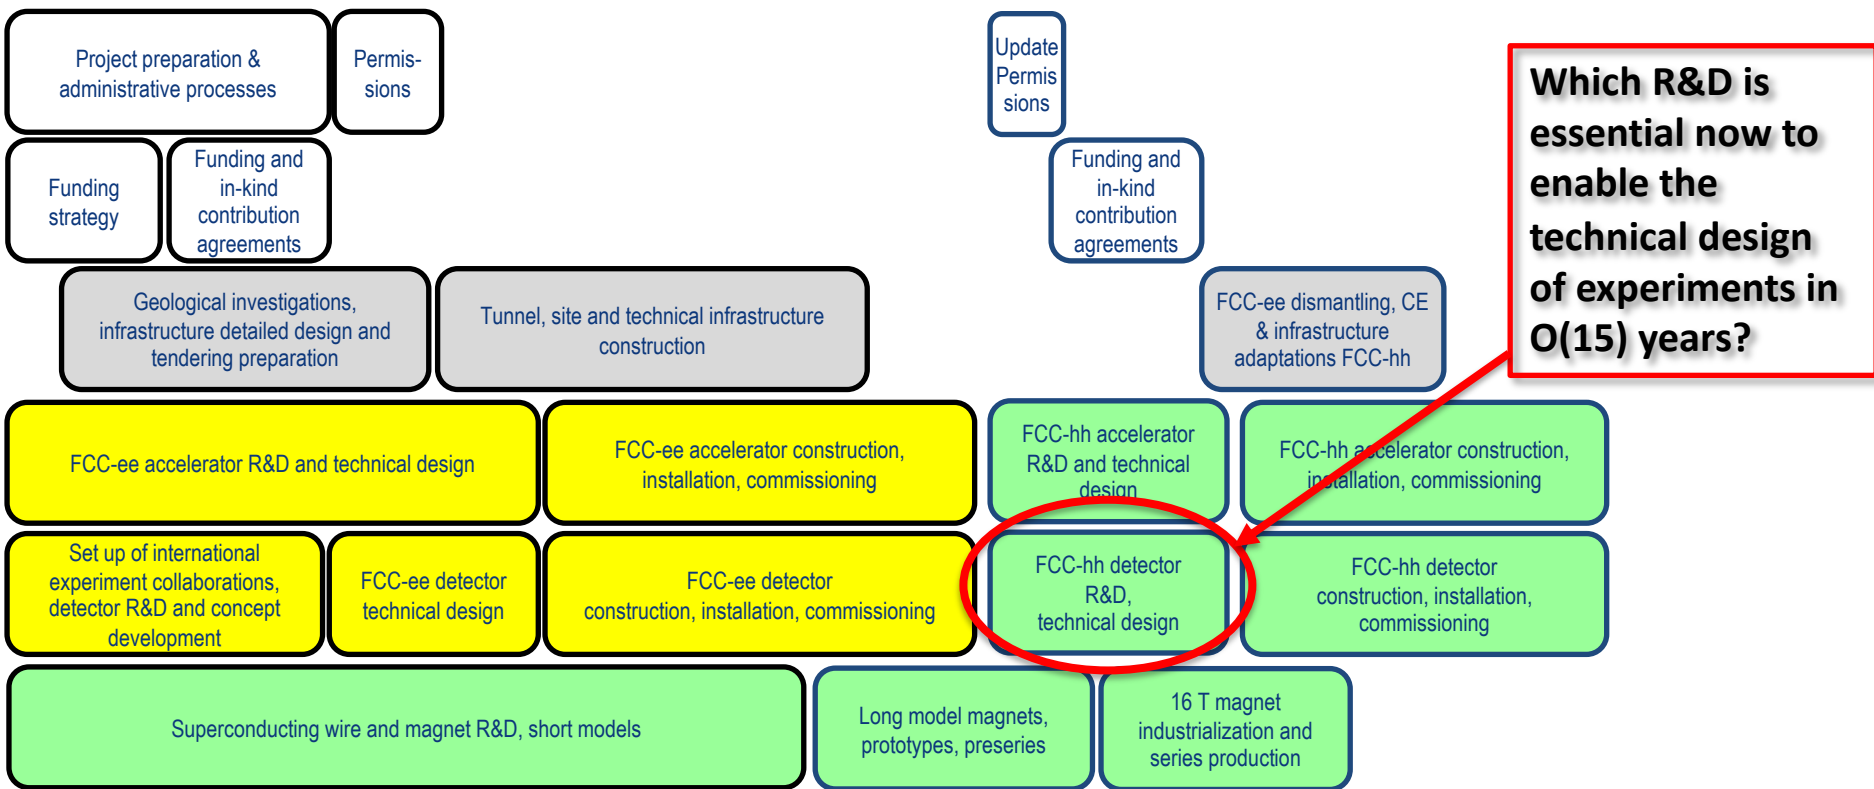 Project preparation &
administrative processes
Permis-
sions
Update
Permis
sions
Which R&D is
essential now to
enable the
technical design
of experiments in
O(15) years?
Funding
strategy
Funding and
in-kind
contribution
agreements
Funding and
in-kind
contribution
agreements
Geological investigations,
infrastructure detailed design and
tendering preparation
Tunnel, site and technical infrastructure
construction
FCC-ee dismantling, CE
& infrastructure
adaptations FCC-hh
FCC-ee accelerator R&D and technical design
FCC-ee accelerator construction,
installation, commissioning
FCC-hh accelerator
R&D and technical
design
FCC-hh accelerator construction,
installation, commissioning
Set up of international
experiment collaborations,
detector R&D and concept
development
FCC-ee detector
technical design
FCC-ee detector
construction, installation, commissioning
FCC-hh detector
R&D,
technical design
FCC-hh detector
construction, installation,
commissioning
Superconducting wire and magnet R&D, short models
Long model magnets,
prototypes, preseries
16 T magnet
industrialization and
series production